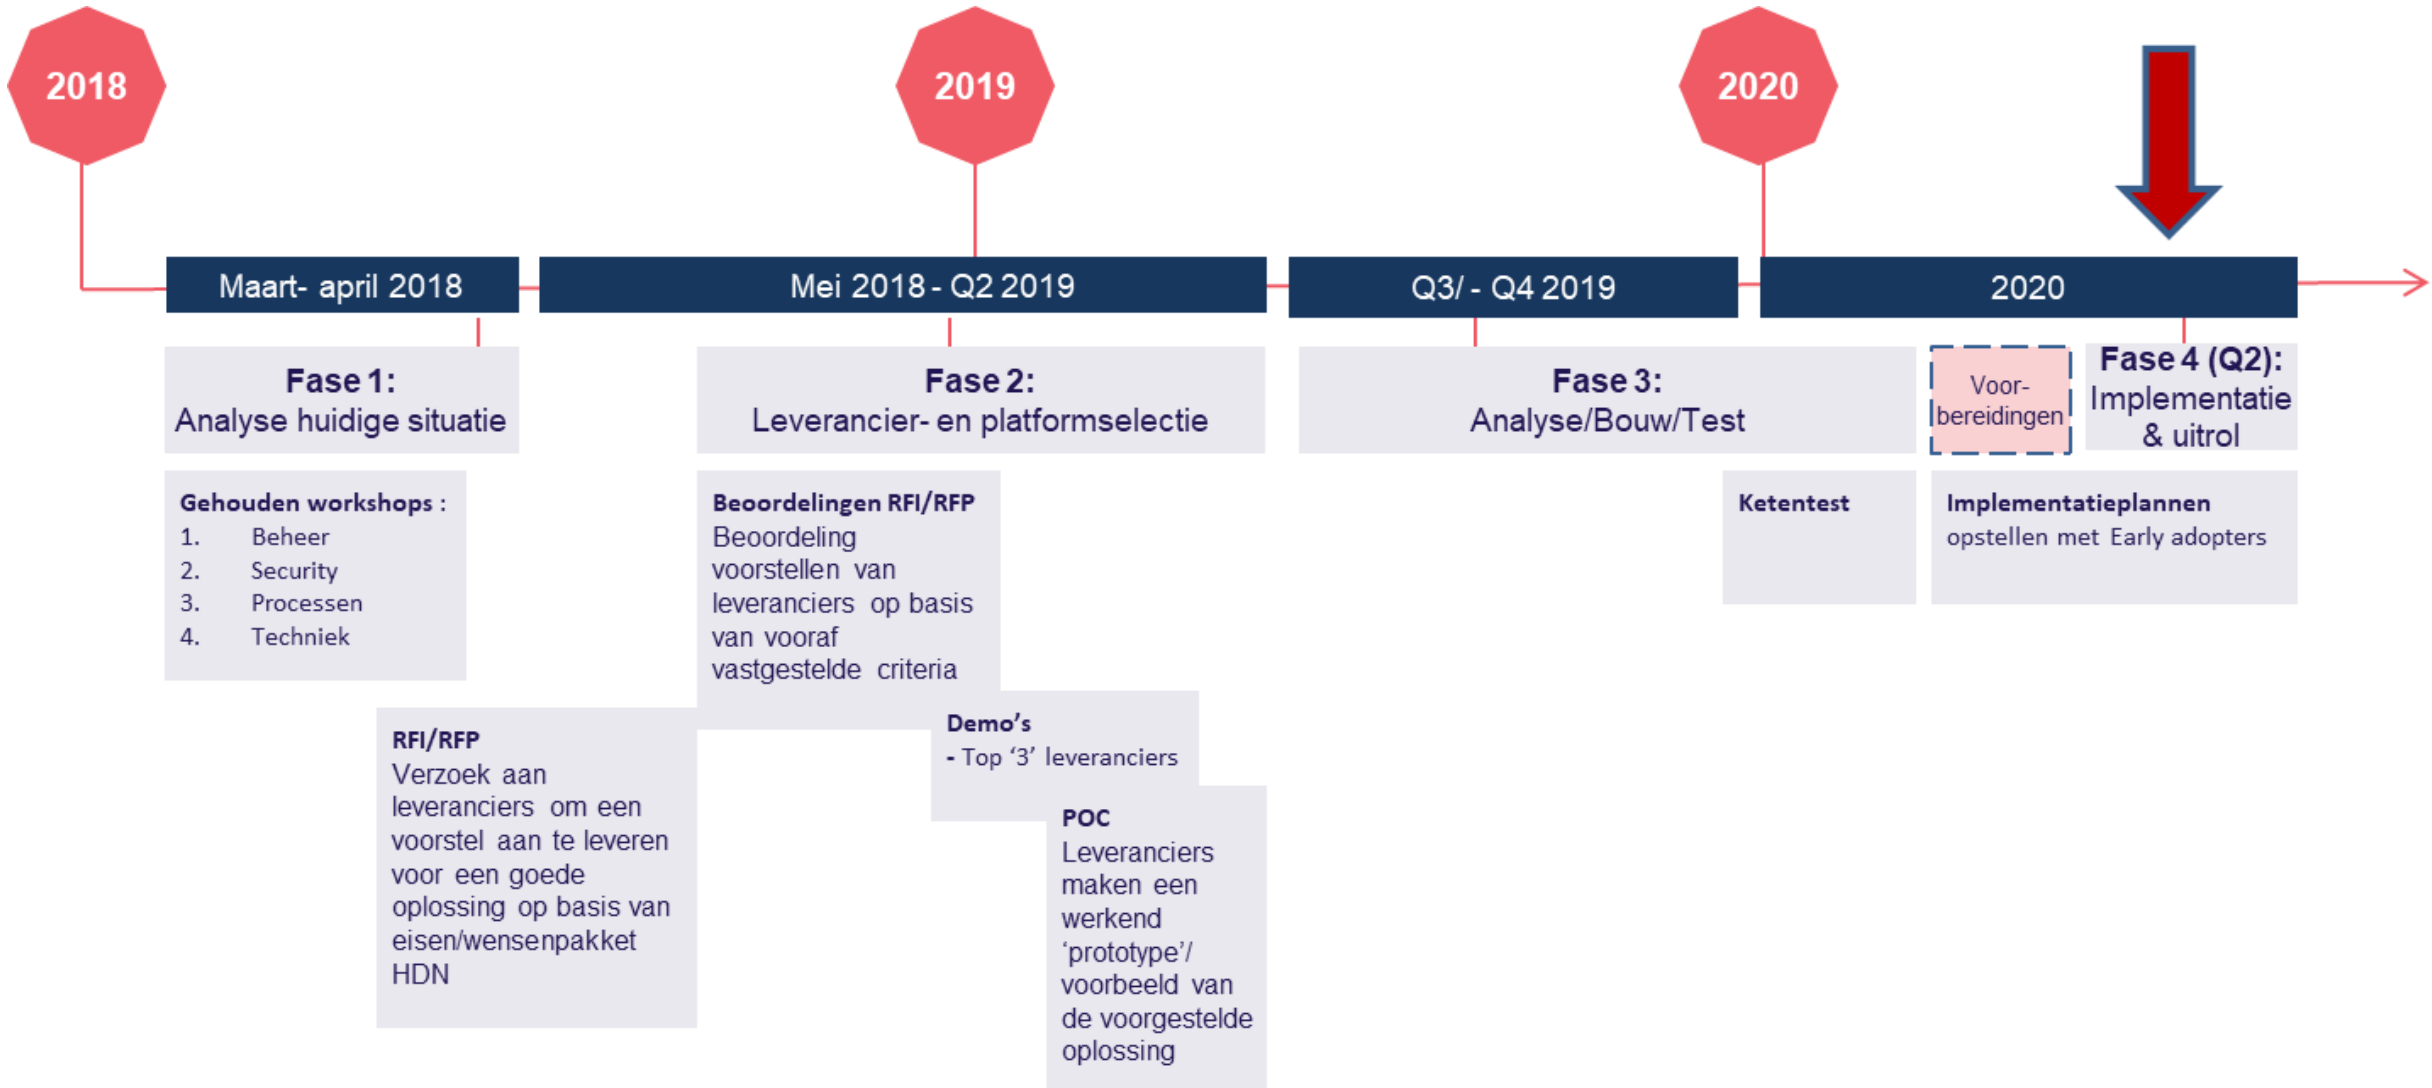 2018
2019
2020
Maart- april 2018
Mei 2018 - Q2 2019
Q3/ - Q4 2019
2020
Fase 1:
Analyse huidige situatie
Fase 2:
Leverancier- en platformselectie
Fase 3:
Analyse/Bouw/Test
Voor-
bereidingen
Fase 4 (Q2):
Implementatie
& uitrol
Gehouden workshops :
1. Beheer
2. Security
3. Processen
4. Techniek
RFI/RFP
Verzoek aan
leveranciers om een
voorstel aan te leveren
voor een goede
oplossing op basis van
eisen/wensenpakket
HDN
Beoordelingen RFI/RFP
Beoordeling
voorstellen van
leveranciers op basis
van vooraf
vastgestelde criteria
Demo’s
- Top ‘3’ leveranciers
POC
Leveranciers
maken een
werkend
‘prototype’/
voorbeeld van
de voorgestelde
oplossing
Ketentest
Implementatieplannen
opstellen met Early adopters